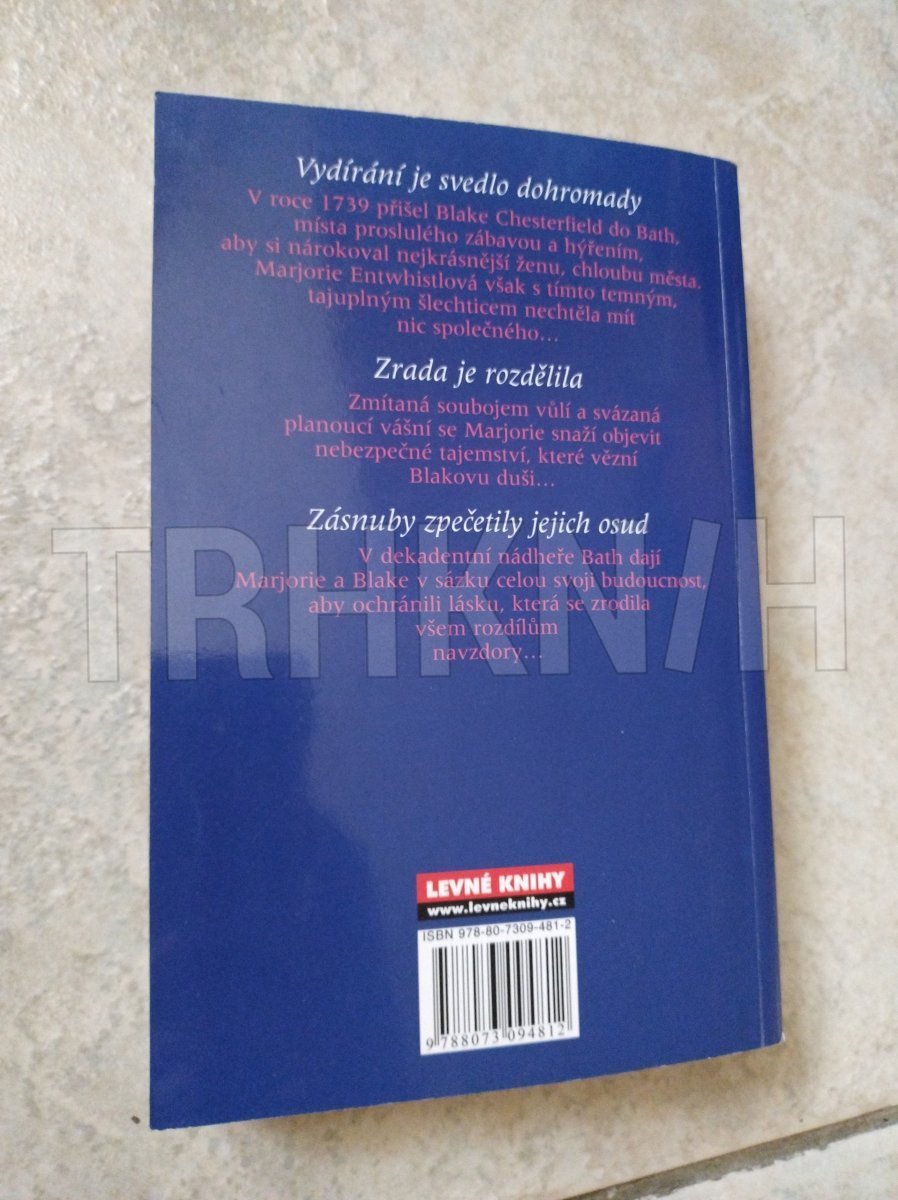 Vydírání je svedlo dohromady
V roce 1739 přišel Blake Chesterfield do Bath,
místa proslulého zábavou a hýřením,
aby si nárokoval nejkrásnější ženu, chloubu města.
Marjorie Entwhistlová však s tímto temným,
tajuplným šlechticem nechtěla mít
nic společného...
Zrada je rozdělila
Zmítaná soubojem vůlí a svázaná
planoucí vášní se Marjorie snaží objevit
nebezpečné tajemství, které vězní
Blakovu duši...
Zásnuby zpečetily jejich osud
V dekadentní nádheře Bath dají
Marjorie a Blake v sázku celou svoji budoucnost,
aby ochránili lásku, která se zrodila
všem rozdílům
navzdory...
TRHKNIH
LEVNÉ KNIHY
www.levneknihy.cz
ISBN 978-80-7309-481-2
9 788073 094812